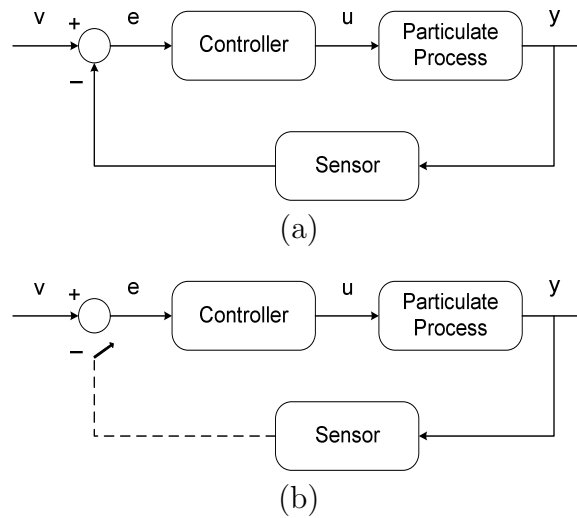 v + e Controller u Particulate Process y
−
Sensor
(a)
v + e Controller u Particulate Process y
−
Sensor
(b)